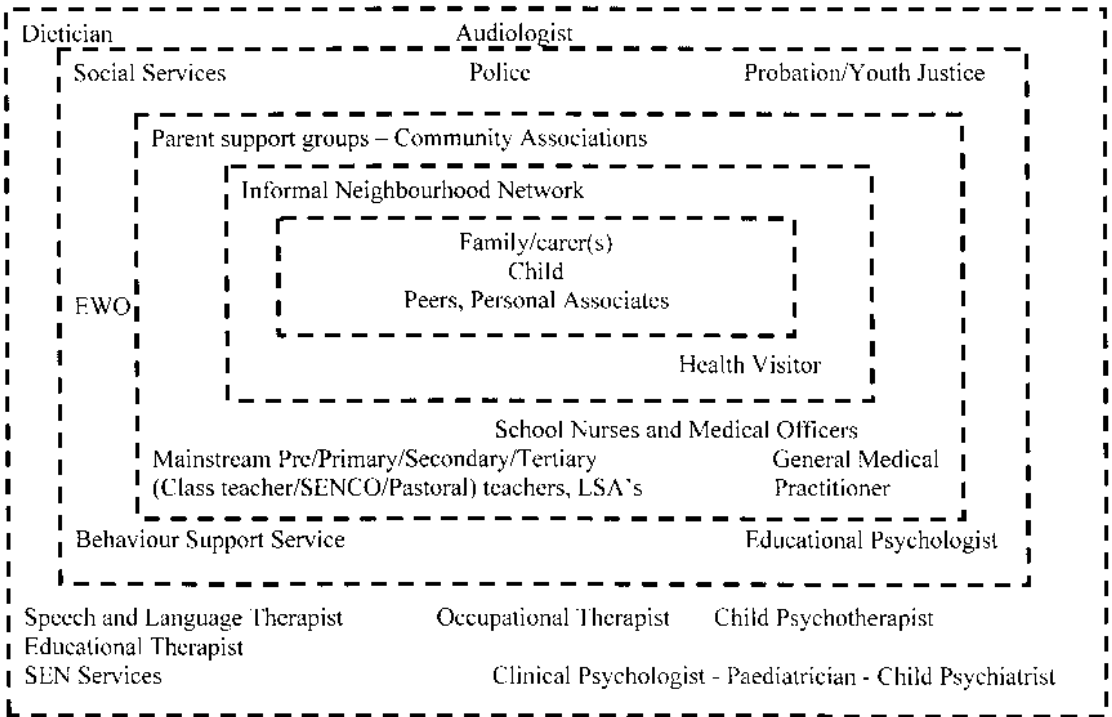 Dietician Audiologist
Social Services Police Probation/Youth Justice
Parent support groups – Community Associations
Informal Neighbourhood Network
Family/carer(s)
Child
EWO Peers, Personal Associates
Health Visitor
School Nurses and Medical Officers
Mainstream Pre/Primary/Secondary/Tertiary General Medical
(Class teacher/SENCO/Pastoral) teachers, LSA's Practitioner
Behaviour Support Service Educational Psychologist
Speech and Language Therapist Occupational Therapist Child Psychotherapist
Educational Therapist
SEN Services Clinical Psychologist - Paediatrician - Child Psychiatrist